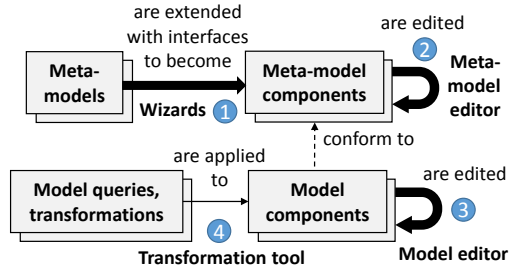 are extended
with interfaces
to become
are edited
2
Meta-
models
Meta-model
components
Meta-
model
editor
Wizards 1
conform to
are applied
to
are edited
Model queries,
transformations
Model
components
3
4
Transformation tool
Model editor